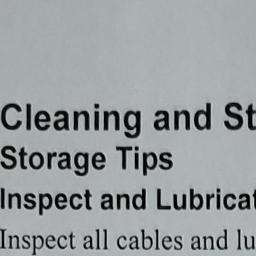 Cleaning and St
Storage Tips
Inspect and Lubricat
Inspect all cables and lu